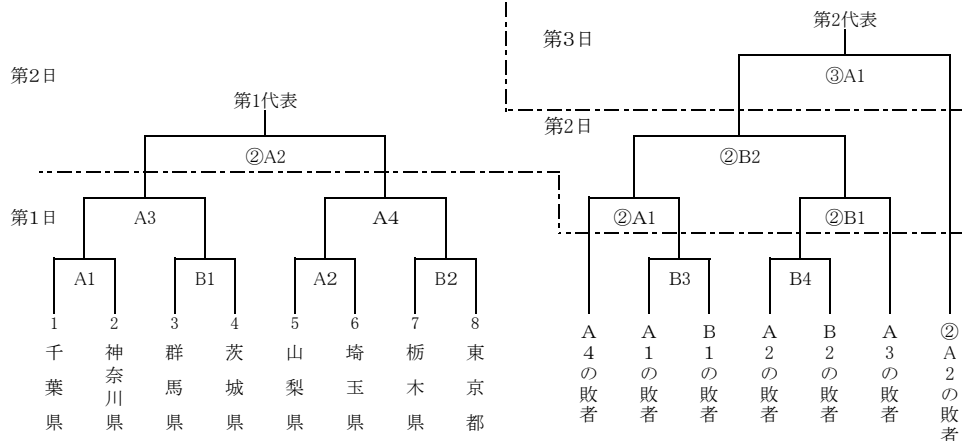 第2日
第1代表
②A2
第1日
A3
A4
A1
B1
A2
B2
1
2
3
4
5
6
7
8
千葉県
神奈川県
群馬県
茨城県
山梨県
埼玉県
栃木県
東京都
第2代表
第3日
③A1
第2日
②B2
②A1
②B1
B3
B4
A4の敗者
A1の敗者
B1の敗者
A2の敗者
B2の敗者
A3の敗者
②A2の敗者